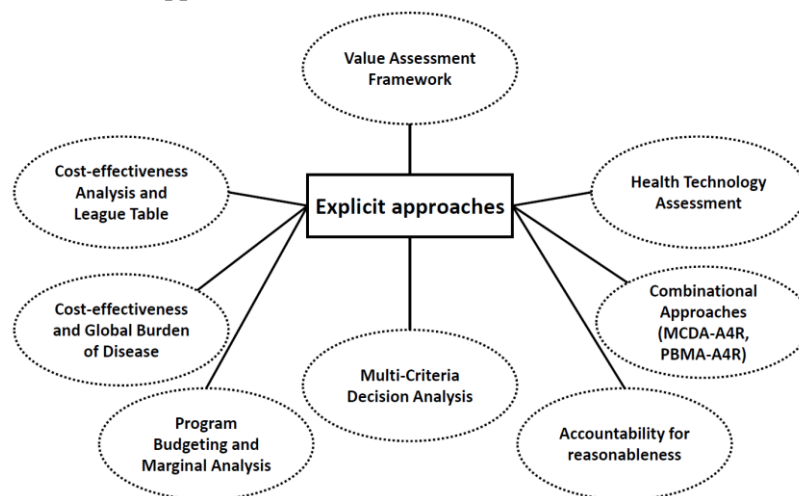 Value Assessment
Framework
Cost-effectiveness
Analysis and
League Table
Explicit approaches
Health Technology
Assessment
Cost-effectiveness
and Global Burden
of Disease
Combinational
Approaches
(MCDA-A4R,
PBMA-A4R)
Multi-Criteria
Decision Analysis
Program
Budgeting and
Marginal Analysis
Accountability for
reasonableness